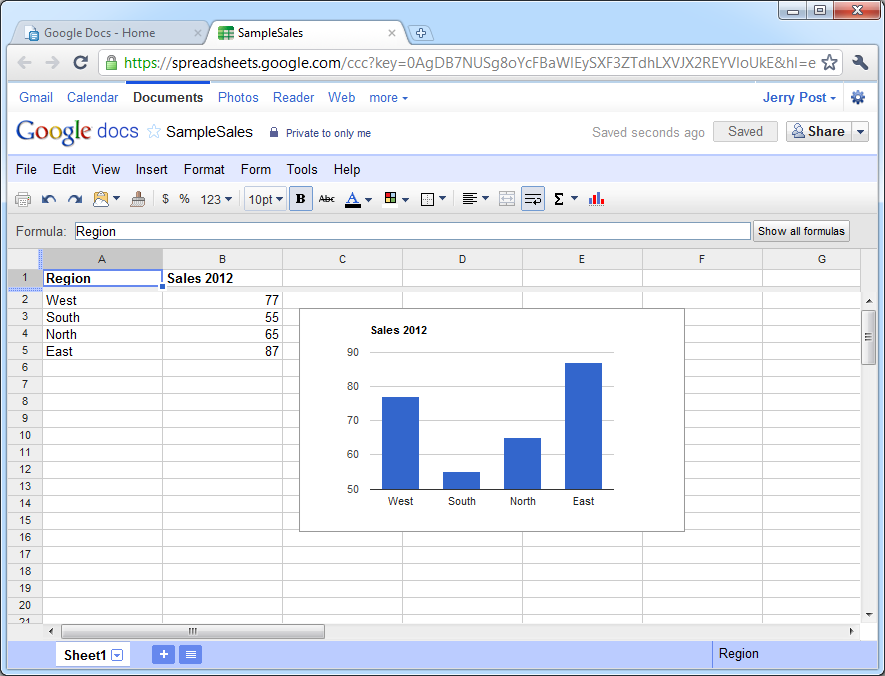 Google Docs - Home
SampleSales
https://spreadsheets.google.com/ccc?key=0AgDB7NUSg8oYcFBaWlEySXF3ZTdhLXVJX2REYVloUkE&hl=e
Gmail Calendar Documents Photos Reader Web more
Jerry Post
Google docs SampleSales Private to only me Saved seconds ago Saved Share
File Edit View Insert Format Form Tools Help
$ % 123 10pt B Abc A Σ
Formula: Region Show all formulas
A B C D E F G
1 Region Sales 2012
2 West 77
3 South 55
4 North 65
5 East 87
6
7
8
9
10
11
12
13
14
15
16
17
18
19
20
21
Sales 2012
90
80
70
60
50
West South North East
Sheet1 Region